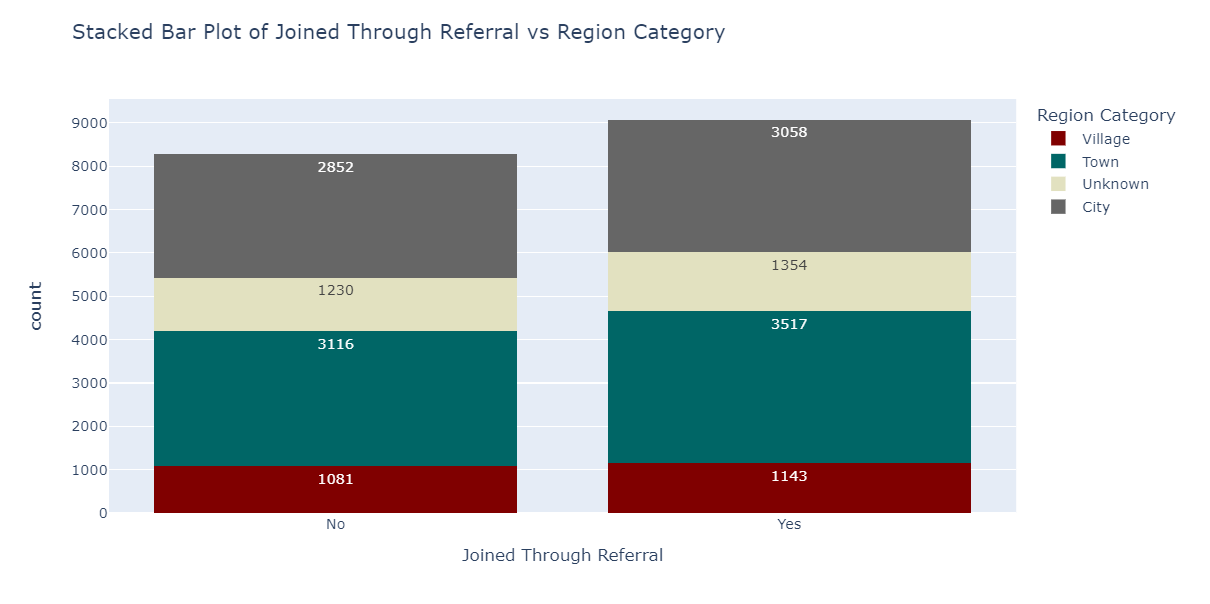 Stacked Bar Plot of Joined Through Referral vs Region Category
Region Category
Village
Town
Unknown
City
count
9000
8000
7000
6000
5000
4000
3000
2000
1000
0
2852
1230
3116
1081
3058
1354
3517
1143
No
Yes
Joined Through Referral